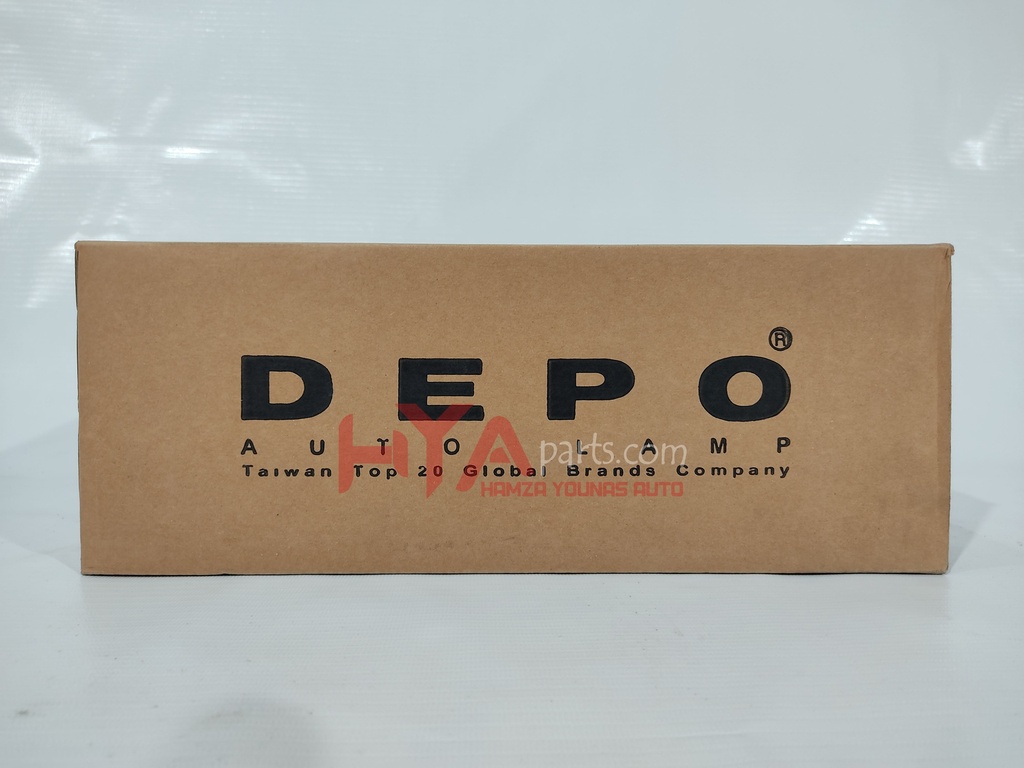 DEPO®
AUTO LAMP
Taiwan Top 20 Global Brands Company
HYAparts.com
HAMZA YOUNAS AUTO